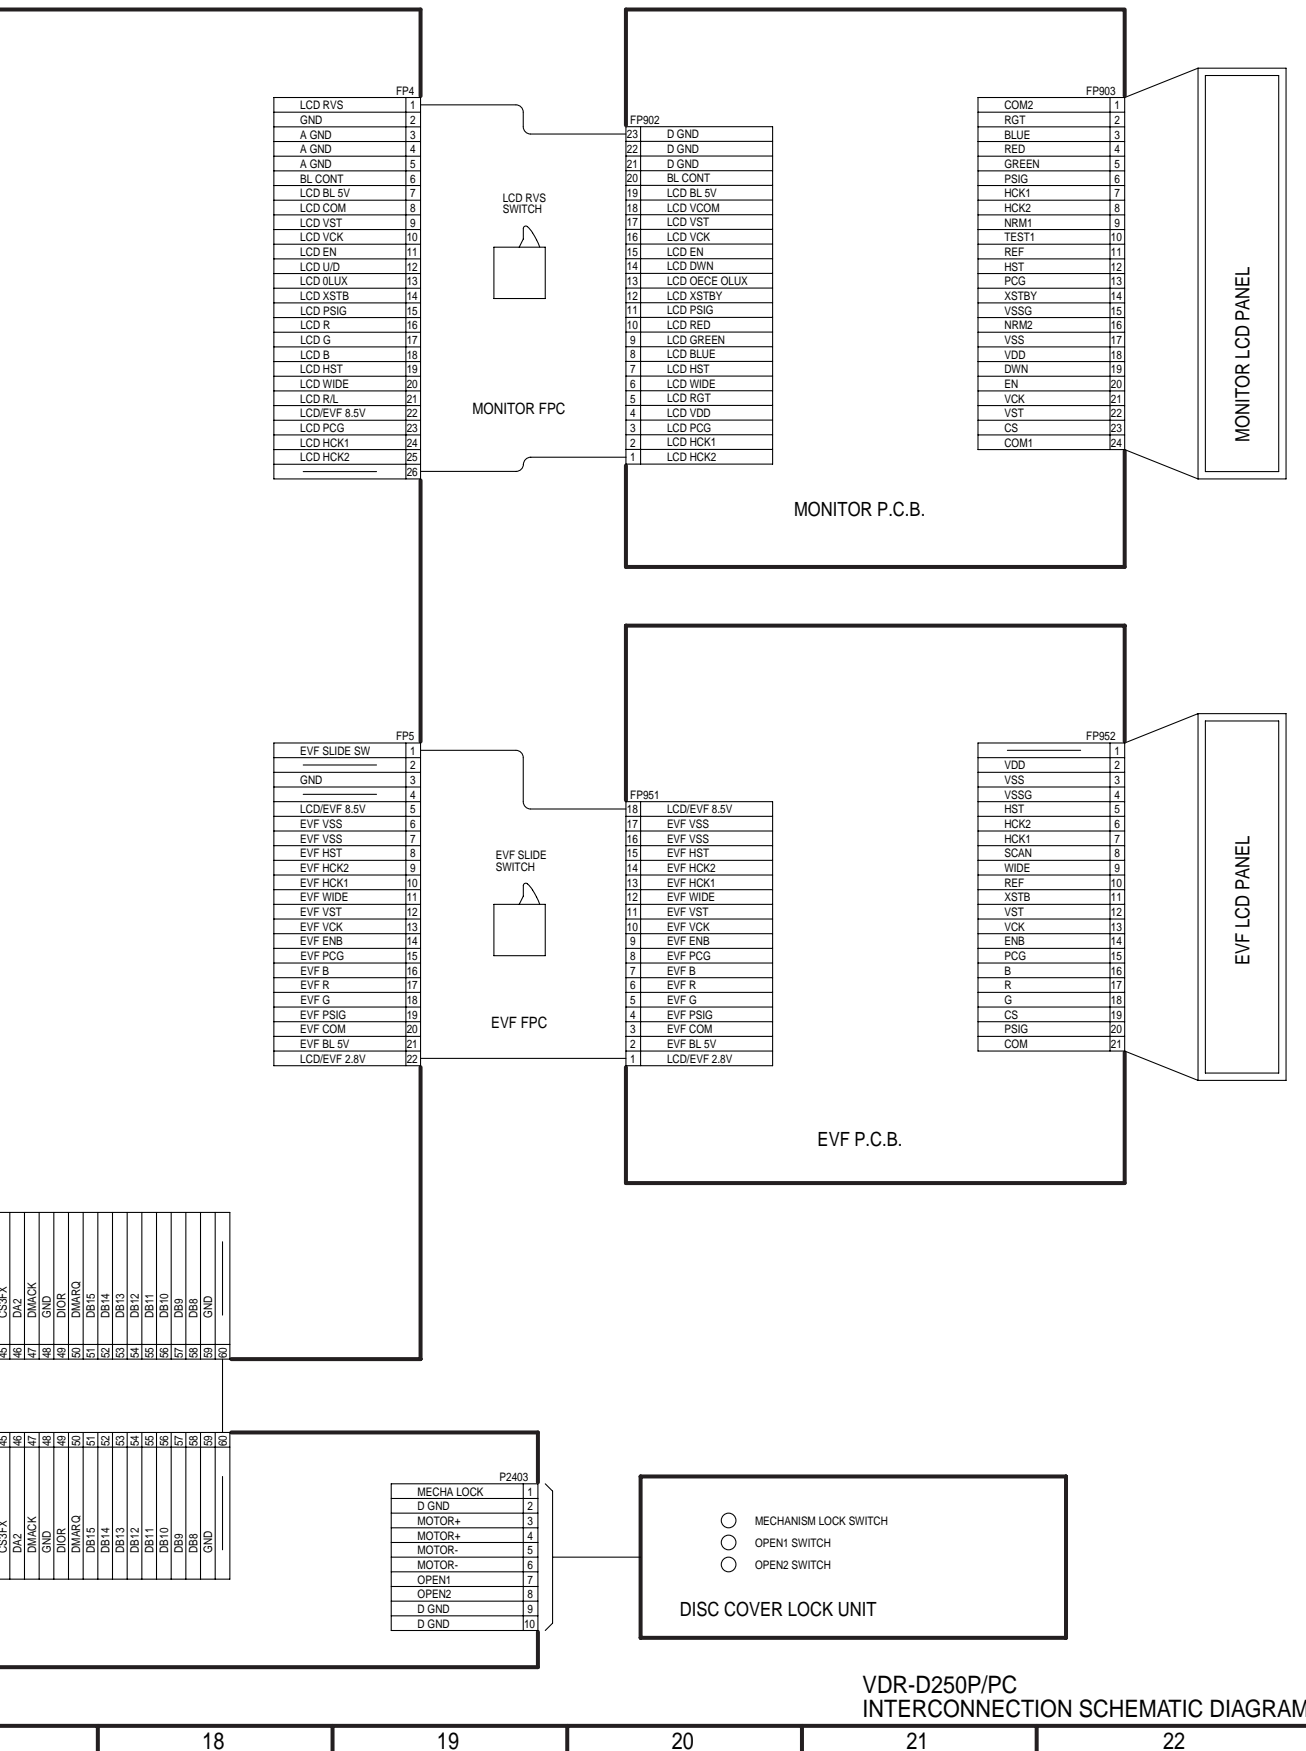 FP4
LCD RVS 1
GND 2
A GND 3
A GND 4
A GND 5
BL CONT 6
LCD BL 5V 7
LCD COM 8
LCD VST 9
LCD VCK 10
LCD EN 11
LCD U/D 12
LCD 0LUX 13
LCD XSTB 14
LCD PSIG 15
LCD R 16
LCD G 17
LCD B 18
LCD HST 19
LCD WIDE 20
LCD R/L 21
LCD/EVF 8.5V 22
LCD PCG 23
LCD HCK1 24
LCD HCK2 25
26
LCD RVS
SWITCH
MONITOR FPC
FP902
23 D GND
22 D GND
21 D GND
20 BL CONT
19 LCD BL 5V
18 LCD VCOM
17 LCD VST
16 LCD VCK
15 LCD EN
14 LCD DWN
13 LCD OECE OLUX
12 LCD XSTBY
11 LCD PSIG
10 LCD RED
9 LCD GREEN
8 LCD BLUE
7 LCD HST
6 LCD WIDE
5 LCD RGT
4 LCD VDD
3 LCD PCG
2 LCD HCK1
1 LCD HCK2
MONITOR P.C.B.
FP903
COM2 1
RGT 2
BLUE 3
RED 4
GREEN 5
PSIG 6
HCK1 7
HCK2 8
NRM1 9
TEST1 10
REF 11
HST 12
PCG 13
XSTBY 14
VSSG 15
NRM2 16
VSS 17
VDD 18
DWN 19
EN 20
VCK 21
VST 22
CS 23
COM1 24
MONITOR LCD PANEL
FP5
EVF SLIDE SW 1
2
GND 3
4
LCD/EVF 8.5V 5
EVF VSS 6
EVF VSS 7
EVF HST 8
EVF HCK2 9
EVF HCK1 10
EVF WIDE 11
EVF VST 12
EVF VCK 13
EVF ENB 14
EVF PCG 15
EVF B 16
EVF R 17
EVF G 18
EVF PSIG 19
EVF COM 20
EVF BL 5V 21
LCD/EVF 2.8V 22
EVF SLIDE
SWITCH
EVF FPC
FP951
18 LCD/EVF 8.5V
17 EVF VSS
16 EVF VSS
15 EVF HST
14 EVF HCK2
13 EVF HCK1
12 EVF WIDE
11 EVF VST
10 EVF VCK
9 EVF ENB
8 EVF PCG
7 EVF B
6 EVF R
5 EVF G
4 EVF PSIG
3 EVF COM
2 EVF BL 5V
1 LCD/EVF 2.8V
EVF P.C.B.
FP952
1
VDD 2
VSS 3
VSSG 4
HST 5
HCK2 6
HCK1 7
SCAN 8
WIDE 9
REF 10
XSTB 11
VST 12
VCK 13
ENB 14
PCG 15
B 16
R 17
G 18
CS 19
PSIG 20
COM 21
EVF LCD PANEL
CS3FX 45
DA2 46
DMACK 47
GND 48
DIOR 49
DMARQ 50
DB15 51
DB14 52
DB13 53
DB12 54
DB11 55
DB10 56
DB9 57
DB8 58
GND 59
60
45 CS3FX
46 DA2
47 DMACK
48 GND
49 DIOR
50 DMARQ
51 DB15
52 DB14
53 DB13
54 DB12
55 DB11
56 DB10
57 DB9
58 DB8
59 GND
60
P2403
MECHA LOCK 1
D GND 2
MOTOR+ 3
MOTOR+ 4
MOTOR- 5
MOTOR- 6
OPEN1 7
OPEN2 8
D GND 9
D GND 10
MECHANISM LOCK SWITCH
OPEN1 SWITCH
OPEN2 SWITCH
DISC COVER LOCK UNIT
VDR-D250P/PC
INTERCONNECTION SCHEMATIC DIAGRAM
18 19 20 21 22